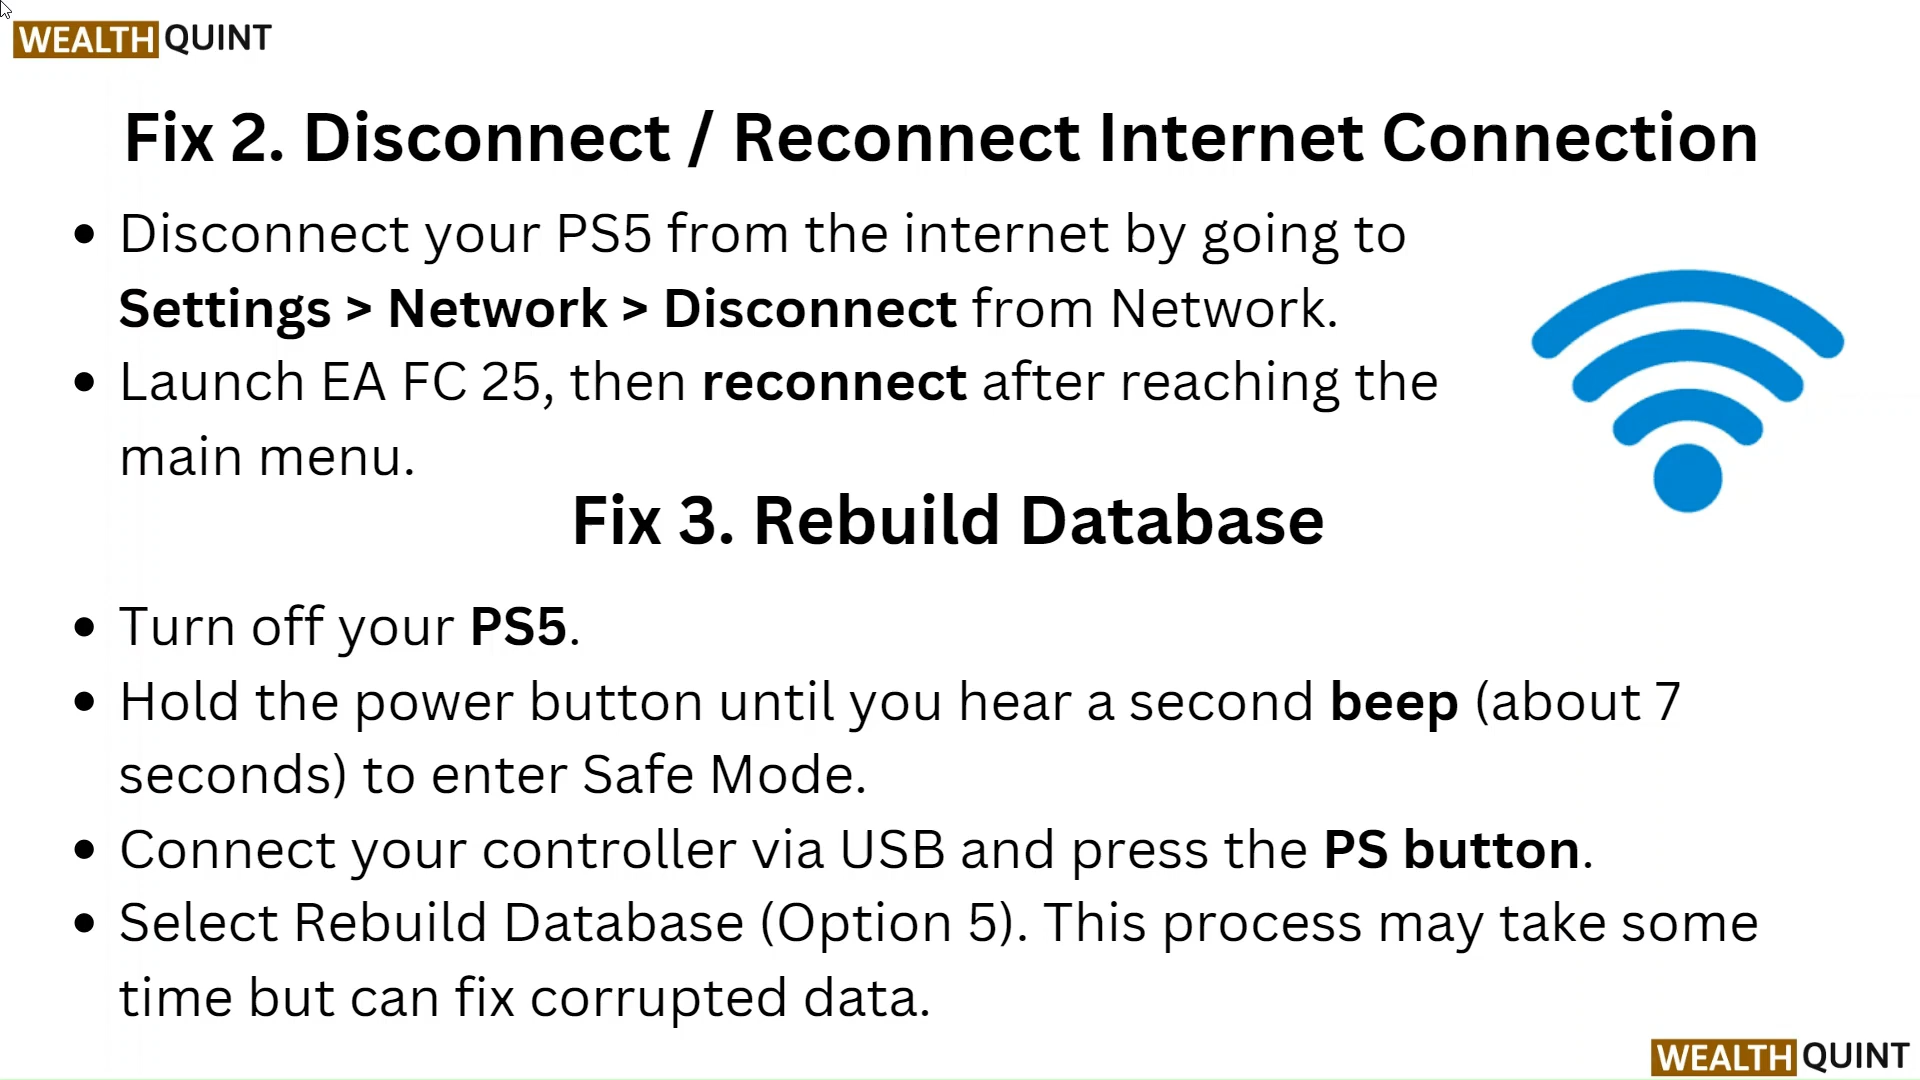 WEALTH QUINT
Fix 2. Disconnect / Reconnect Internet Connection
• Disconnect your PS5 from the internet by going to
Settings > Network > Disconnect from Network.
• Launch EA FC 25, then reconnect after reaching the
main menu.
Fix 3. Rebuild Database
• Turn off your PS5.
• Hold the power button until you hear a second beep (about 7
seconds) to enter Safe Mode.
• Connect your controller via USB and press the PS button.
• Select Rebuild Database (Option 5). This process may take some
time but can fix corrupted data.
WEALTH QUINT